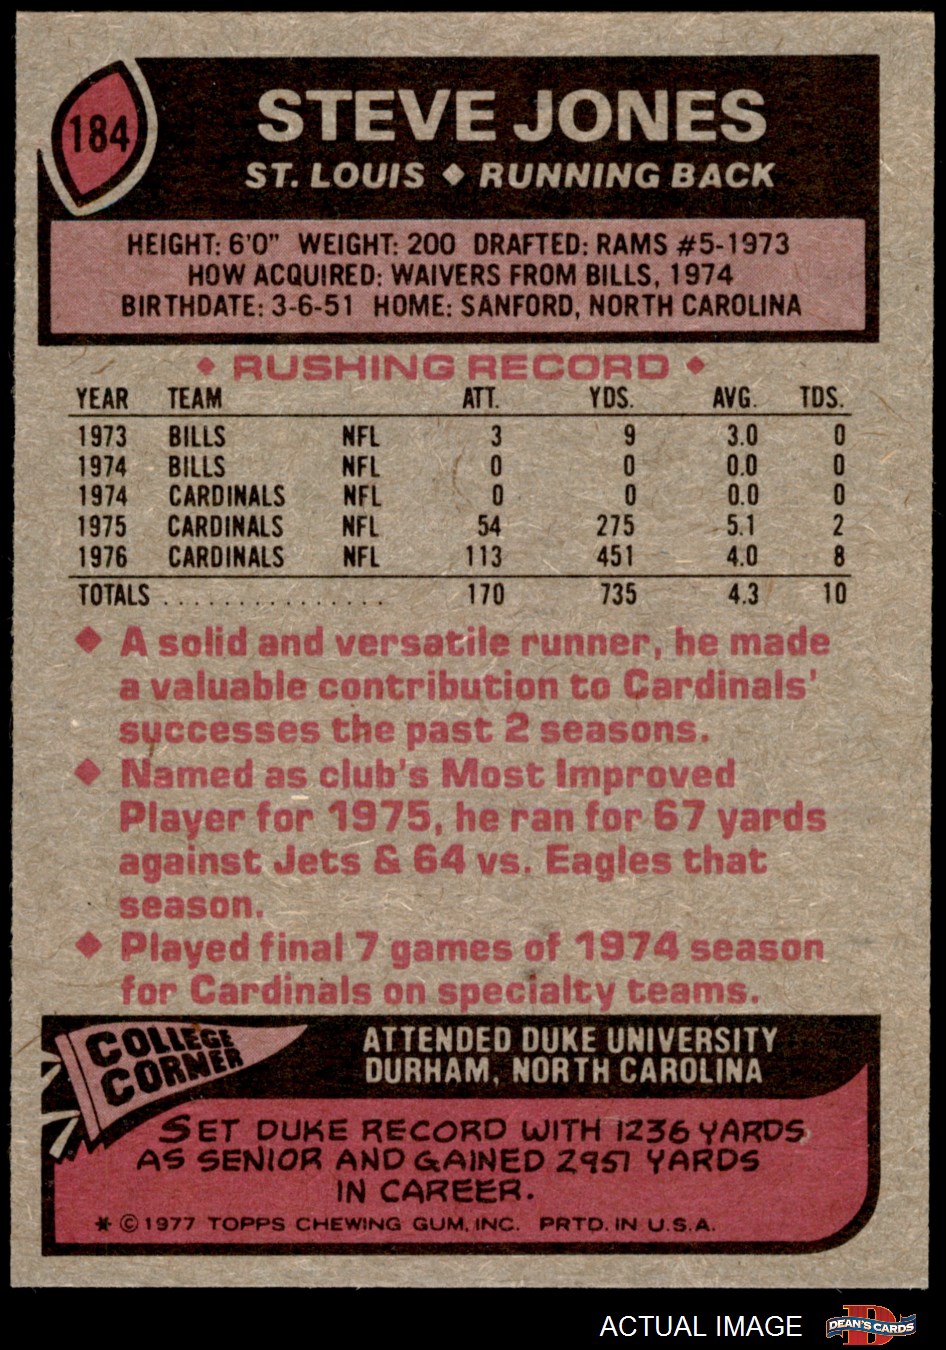 184
STEVE JONES
ST. LOUIS ◆ RUNNING BACK
HEIGHT: 6'0" WEIGHT: 200 DRAFTED: RAMS #5-1973
HOW ACQUIRED: WAIVERS FROM BILLS, 1974
BIRTHDATE: 3-6-51 HOME: SANFORD, NORTH CAROLINA
◆ RUSHING RECORD ◆
YEAR TEAM ATT. YDS. AVG. TDS.
1973 BILLS NFL 3 9 3.0 0
1974 BILLS NFL 0 0 0.0 0
1974 CARDINALS NFL 0 0 0.0 0
1975 CARDINALS NFL 54 275 5.1 2
1976 CARDINALS NFL 113 451 4.0 8
TOTALS . . . . . . . . . . . . . . . . 170 735 4.3 10
◆ A solid and versatile runner, he made
a valuable contribution to Cardinals'
successes the past 2 seasons.
◆ Named as club's Most Improved
Player for 1975, he ran for 67 yards
against Jets & 64 vs. Eagles that
season.
◆ Played final 7 games of 1974 season
for Cardinals on specialty teams.
COLLEGE
CORNER
ATTENDED DUKE UNIVERSITY
DURHAM, NORTH CAROLINA
SET DUKE RECORD WITH 1236 YARDS
AS SENIOR AND GAINED 2951 YARDS
IN CAREER.
* © 1977 TOPPS CHEWING GUM, INC. PRTD. IN U.S.A.
ACTUAL IMAGE
D
DEAN'S CARDS